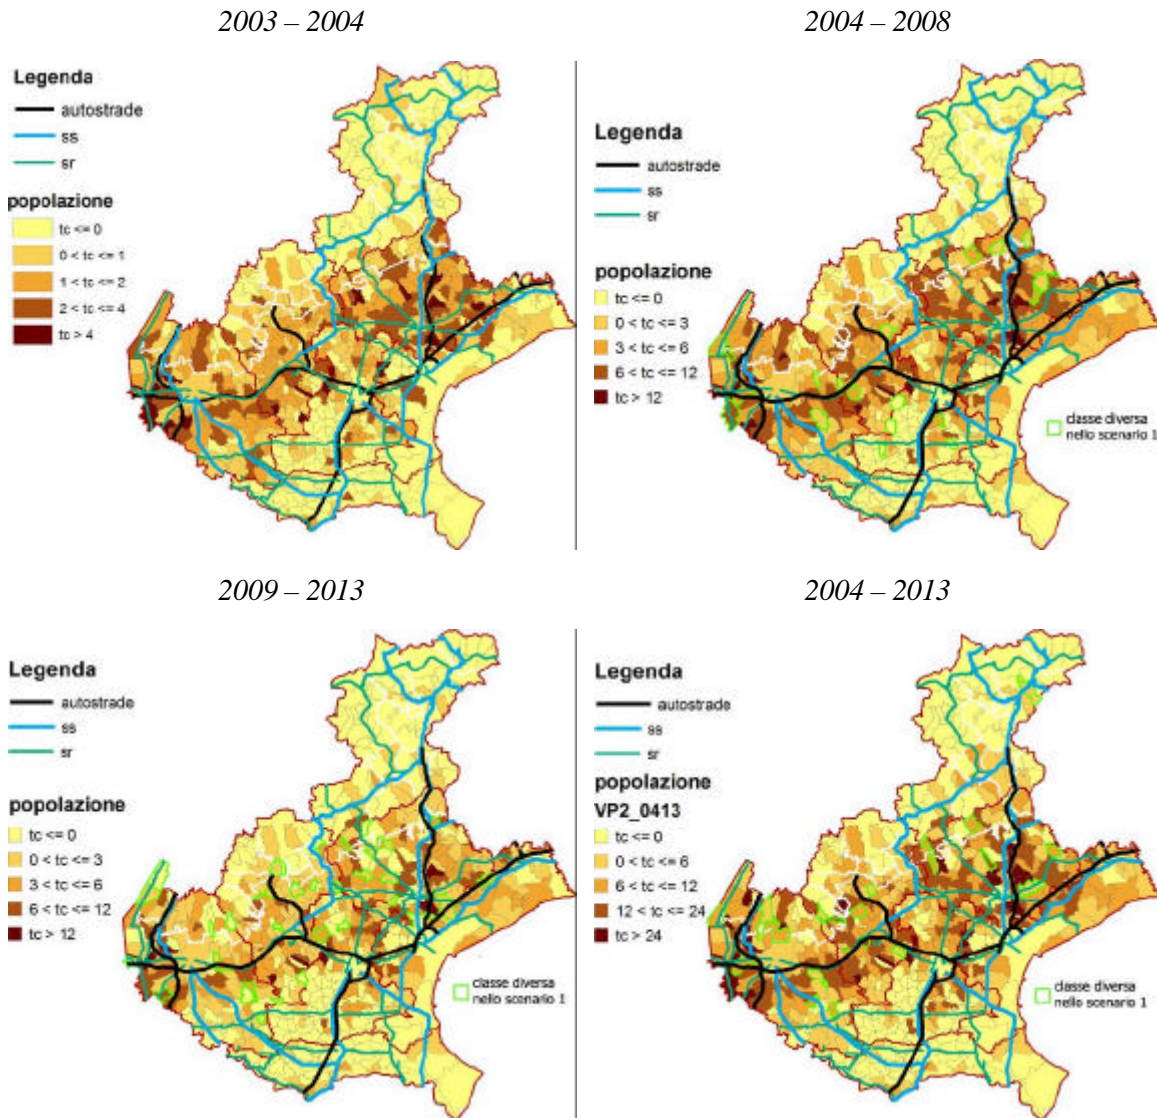 2003 – 2004
2004 – 2008
Legenda
autostrade
ss
sr
popolazione
tc <= 0
0 < tc <= 1
1 < tc <= 2
2 < tc <= 4
tc > 4
Legenda
autostrade
ss
sr
popolazione
tc <= 0
0 < tc <= 3
3 < tc <= 6
6 < tc <= 12
tc > 12
classe diversa
nello scenario 1
2009 – 2013
2004 – 2013
Legenda
autostrade
ss
sr
popolazione
tc <= 0
0 < tc <= 3
3 < tc <= 6
6 < tc <= 12
tc > 12
classe diversa
nello scenario 1
Legenda
autostrade
ss
sr
popolazione
VP2_0413
tc <= 0
0 < tc <= 6
6 < tc <= 12
12 < tc <= 24
tc > 24
classe diversa
nello scenario 1